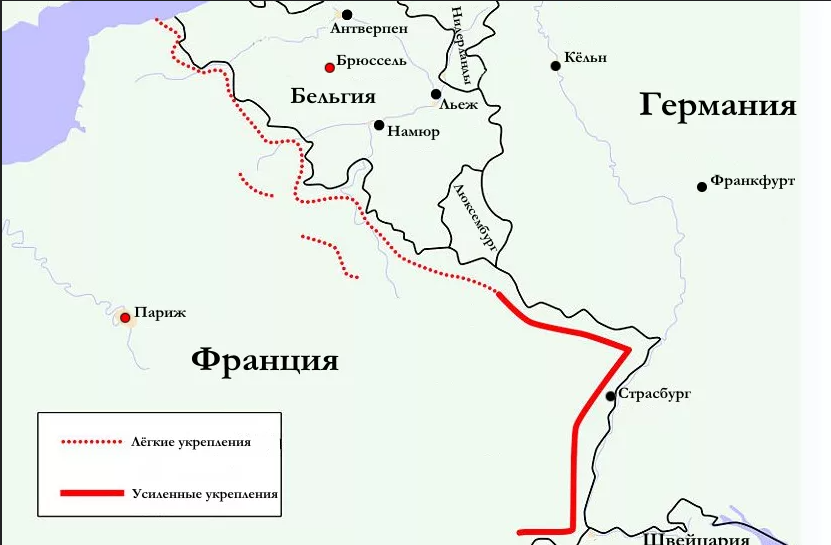 Антверпен
Нидерланды
Брюссель
Кёльн
Бельгия
Льеж
Германия
Намюр
Франкфурт
Люксембург
Париж
Франция
Страсбург
Лёгкие укрепления
Усиленные укрепления
Швейцария